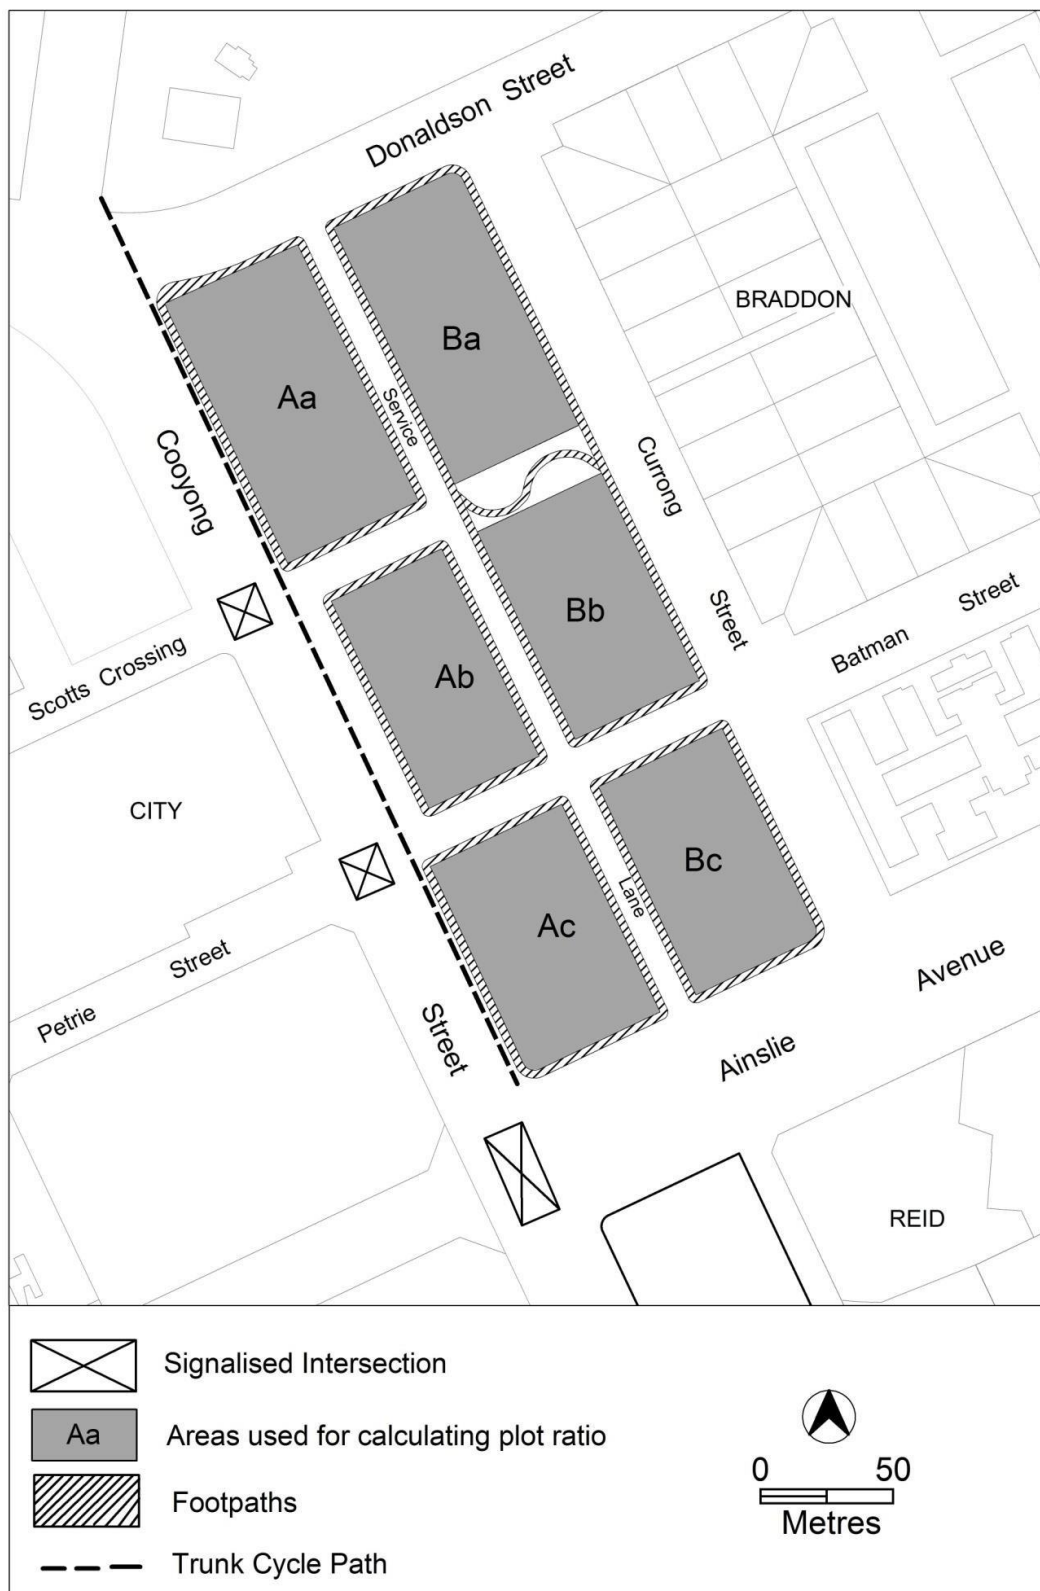 Donaldson Street
BRADDON
Ba
Aa
Service
Cooyong
Currong
Street
Bb
Batman Street
Ab
Scotts Crossing
CITY
Bc
Lane
Ac
Petrie Street
Street
Ainslie Avenue
REID
Signalised Intersection
Aa Areas used for calculating plot ratio
Footpaths
Trunk Cycle Path
0 50
Metres